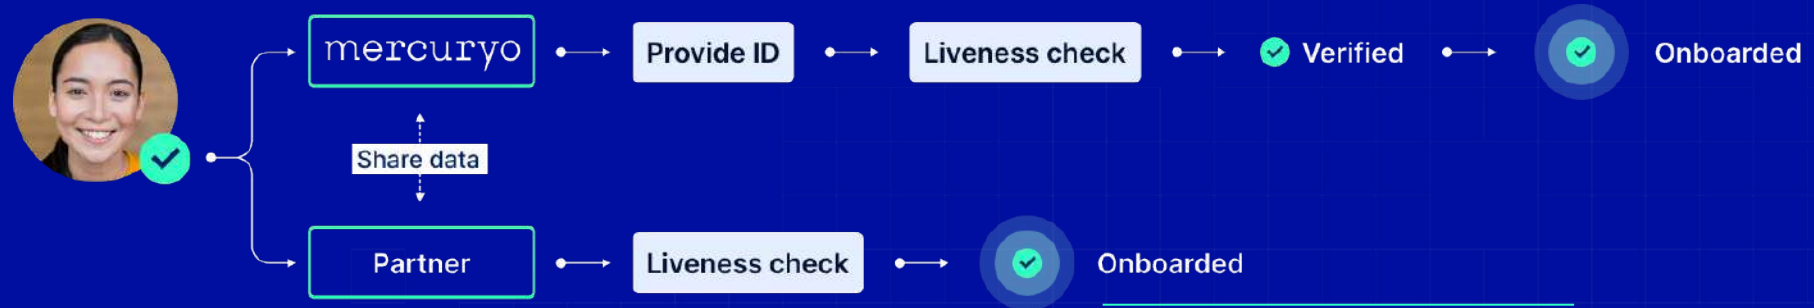 mercuryo
Provide ID
Liveness check
Verified
Onboarded
Share data
Partner
Liveness check
Onboarded